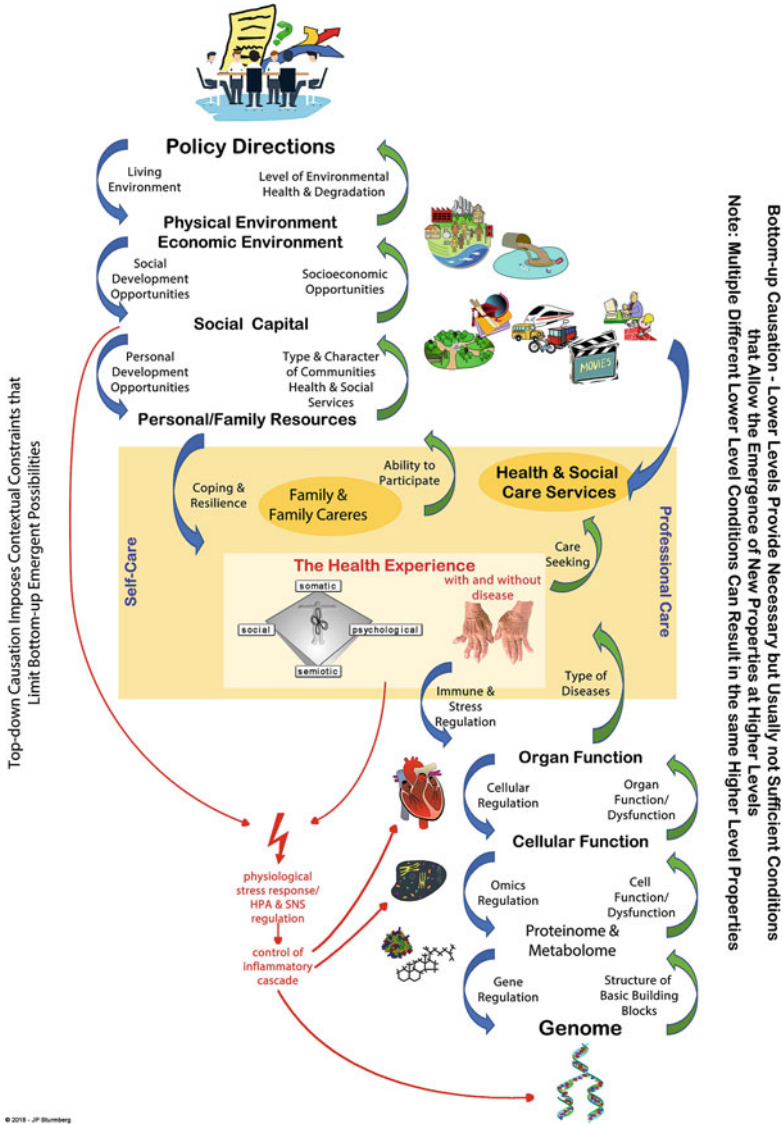 Policy Directions
Living
Environment
Level of Environmental
Health & Degradation
Physical Environment
Economic Environment
Social
Development
Opportunities
Socioeconomic
Opportunities
Social Capital
Personal
Development
Opportunities
Type & Character
of Communities
Health & Social
Services
Personal/Family Resources
MOVIES
Coping &
Resilience
Family &
Family Careres
Ability to
Participate
Health & Social
Care Services
Self-Care
Professional Care
Care
Seeking
The Health Experience
with and without
disease
somatic
social
psychological
semiotic
Immune &
Stress
Regulation
Type of
Diseases
Organ Function
Cellular
Regulation
Organ
Function/
Dysfunction
Cellular Function
Omics
Regulation
Cell
Function/
Dysfunction
Proteinome &
Metabolome
Gene
Regulation
Structure of
Basic Building
Blocks
Genome
physiological
stress response/
HPA & SNS
regulation
control of
inflammatory
cascade
Top-down Causation Imposes Contextual Constraints that
Limit Bottom-up Emergent Possibilities
Bottom-up Causation - Lower Levels Provide Necessary but Usually not Sufficient Conditions
that Allow the Emergence of New Properties at Higher Levels
Note: Multiple Different Lower Level Conditions Can Result in the same Higher Level Properties
© 2018 - JP Sturmberg